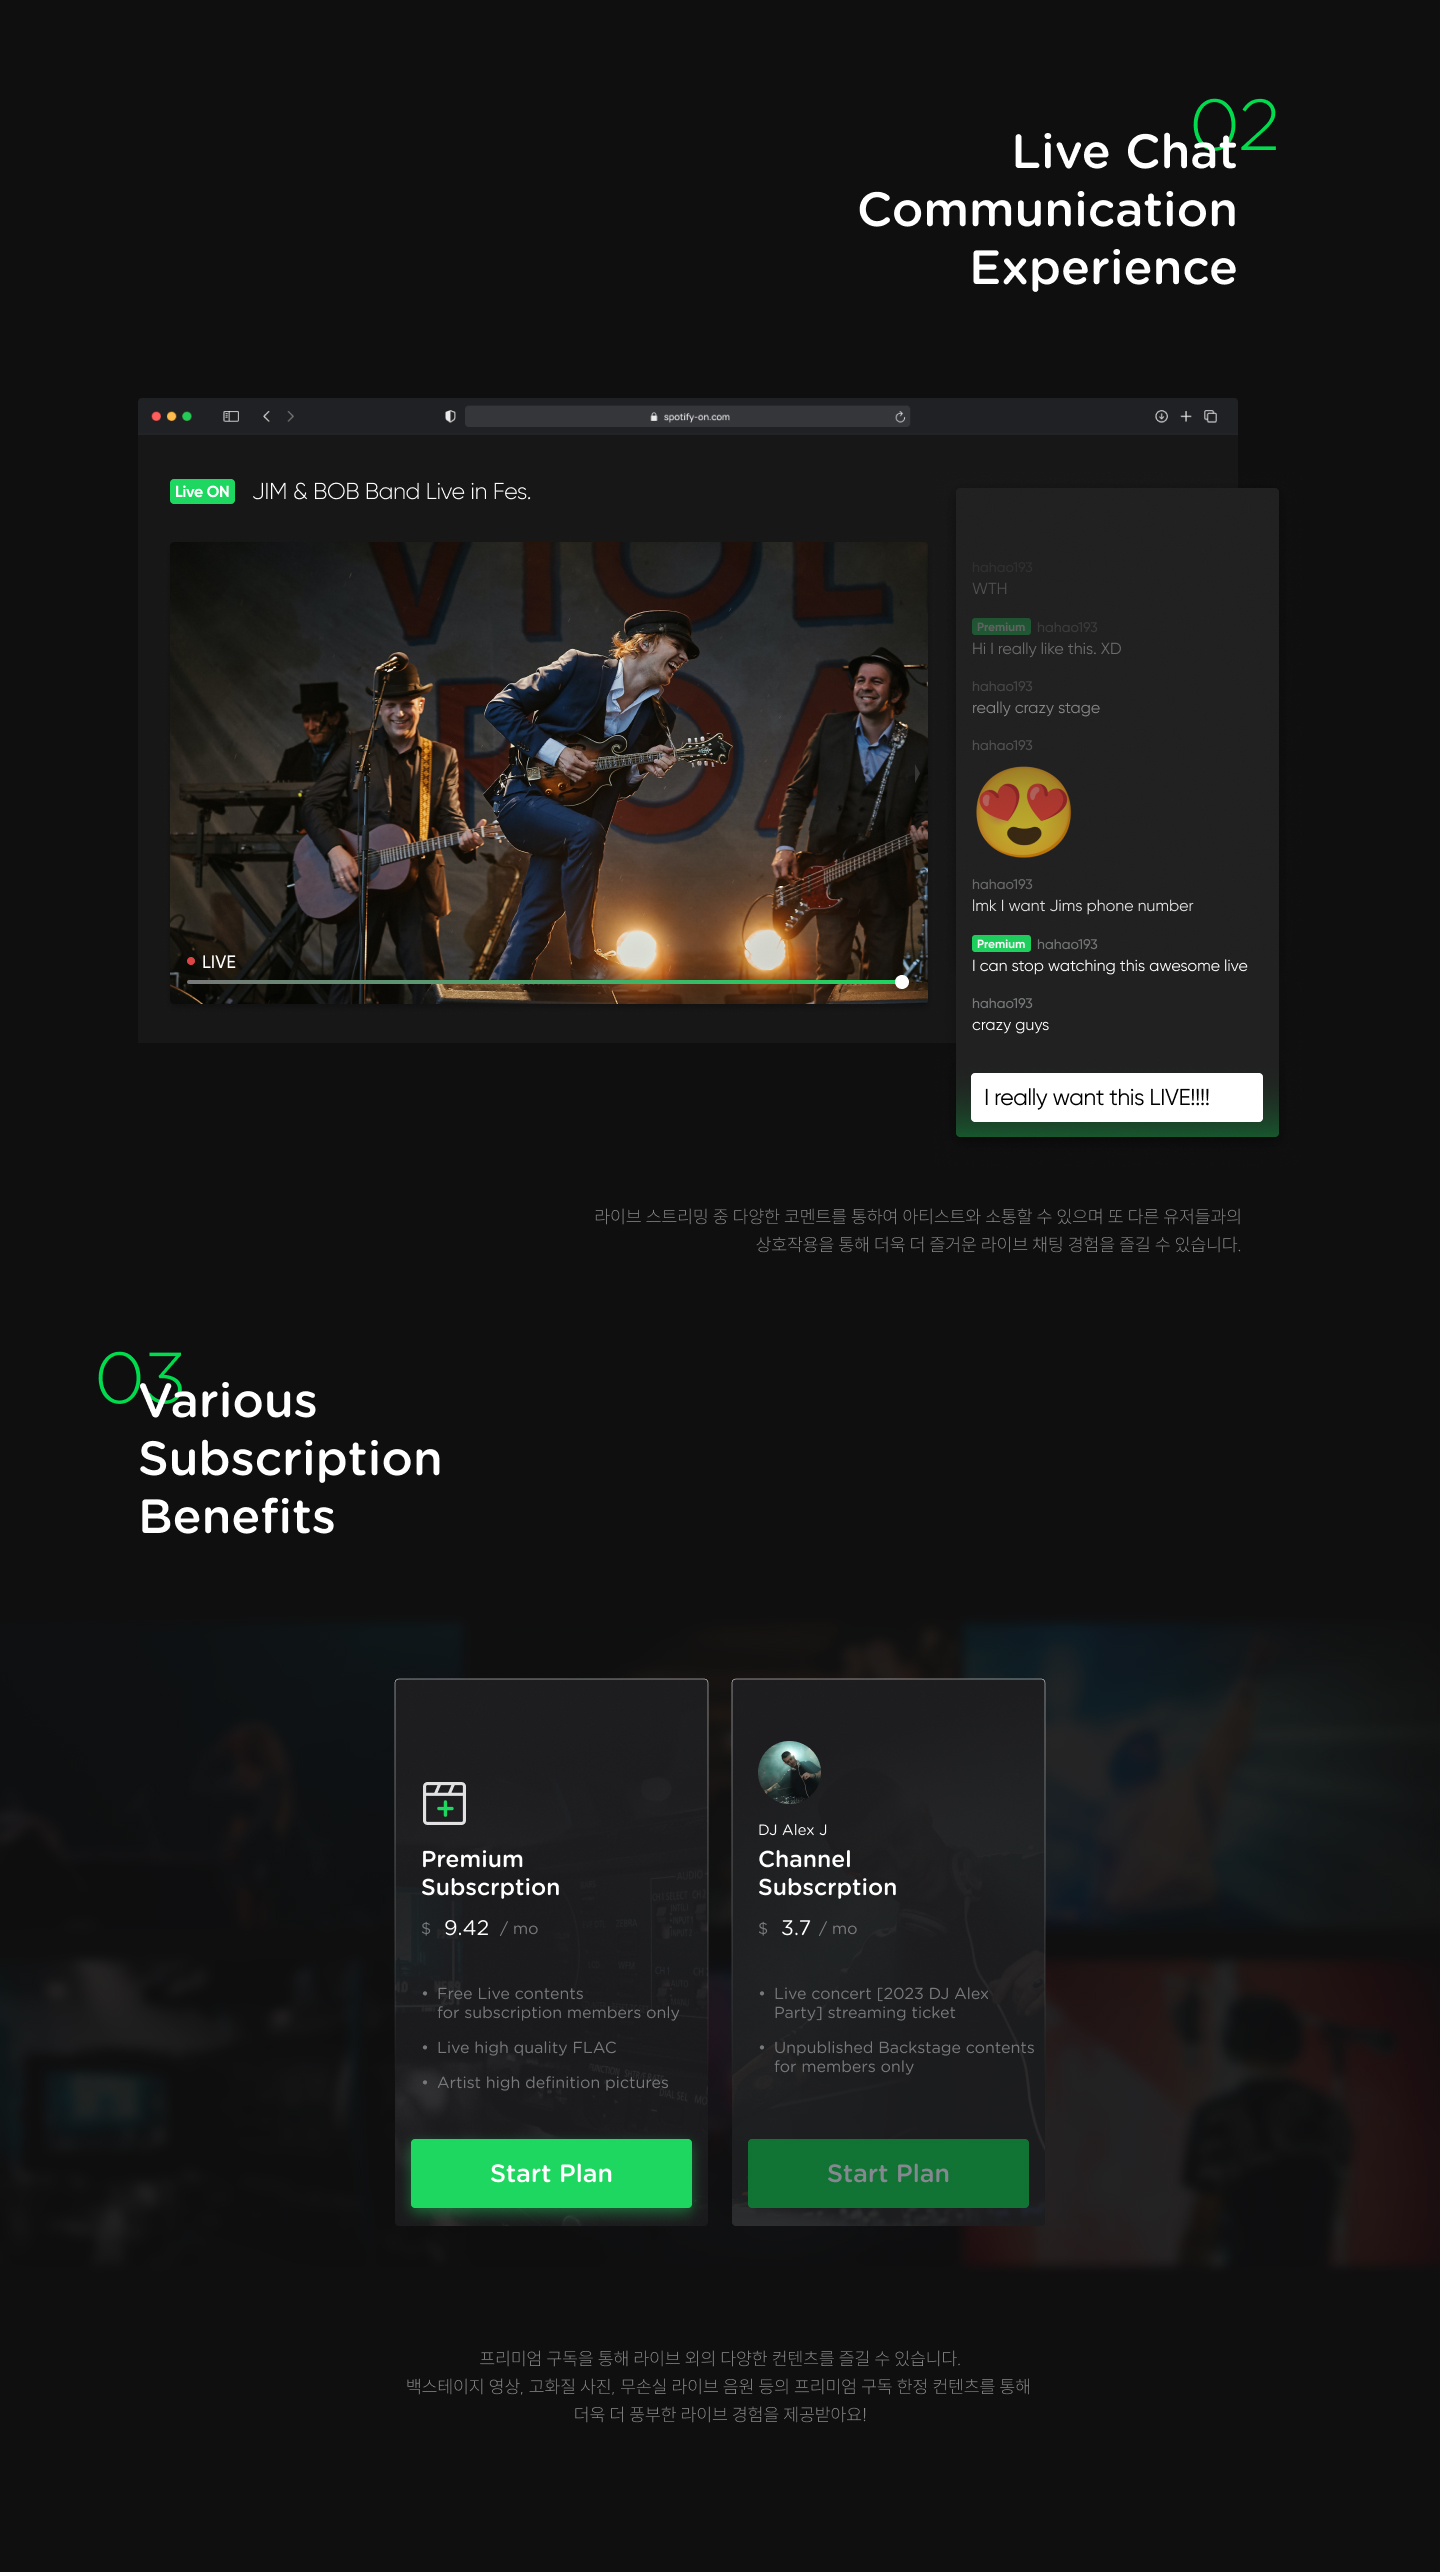 02
Live Chat
Communication
Experience
spotify-on.com
Live ON JIM & BOB Band Live in Fes.
LIVE
hahao193
WTH
Premium hahao193
Hi I really like this. XD
hahao193
really crazy stage
hahao193
hahao193
lmk I want Jims phone number
Premium hahao193
I can stop watching this awesome live
hahao193
crazy guys
I really want this LIVE!!!!
라이브 스트리밍 중 다양한 코멘트를 통하여 아티스트와 소통할 수 있으며 또 다른 유저들과의
상호작용을 통해 더욱 더 즐거운 라이브 채팅 경험을 즐길 수 있습니다.
03
Various
Subscription
Benefits
Premium
Subscrption
$ 9.42 / mo
• Free Live contents
for subscription members only
• Live high quality FLAC
• Artist high definition pictures
Start Plan
DJ Alex J
Channel
Subscrption
$ 3.7 / mo
• Live concert [2023 DJ Alex
Party] streaming ticket
• Unpublished Backstage contents
for members only
Start Plan
프리미엄 구독을 통해 라이브 외의 다양한 컨텐츠를 즐길 수 있습니다.
백스테이지 영상, 고화질 사진, 무손실 라이브 음원 등의 프리미엄 구독 한정 컨텐츠를 통해
더욱 더 풍부한 라이브 경험을 제공받아요!